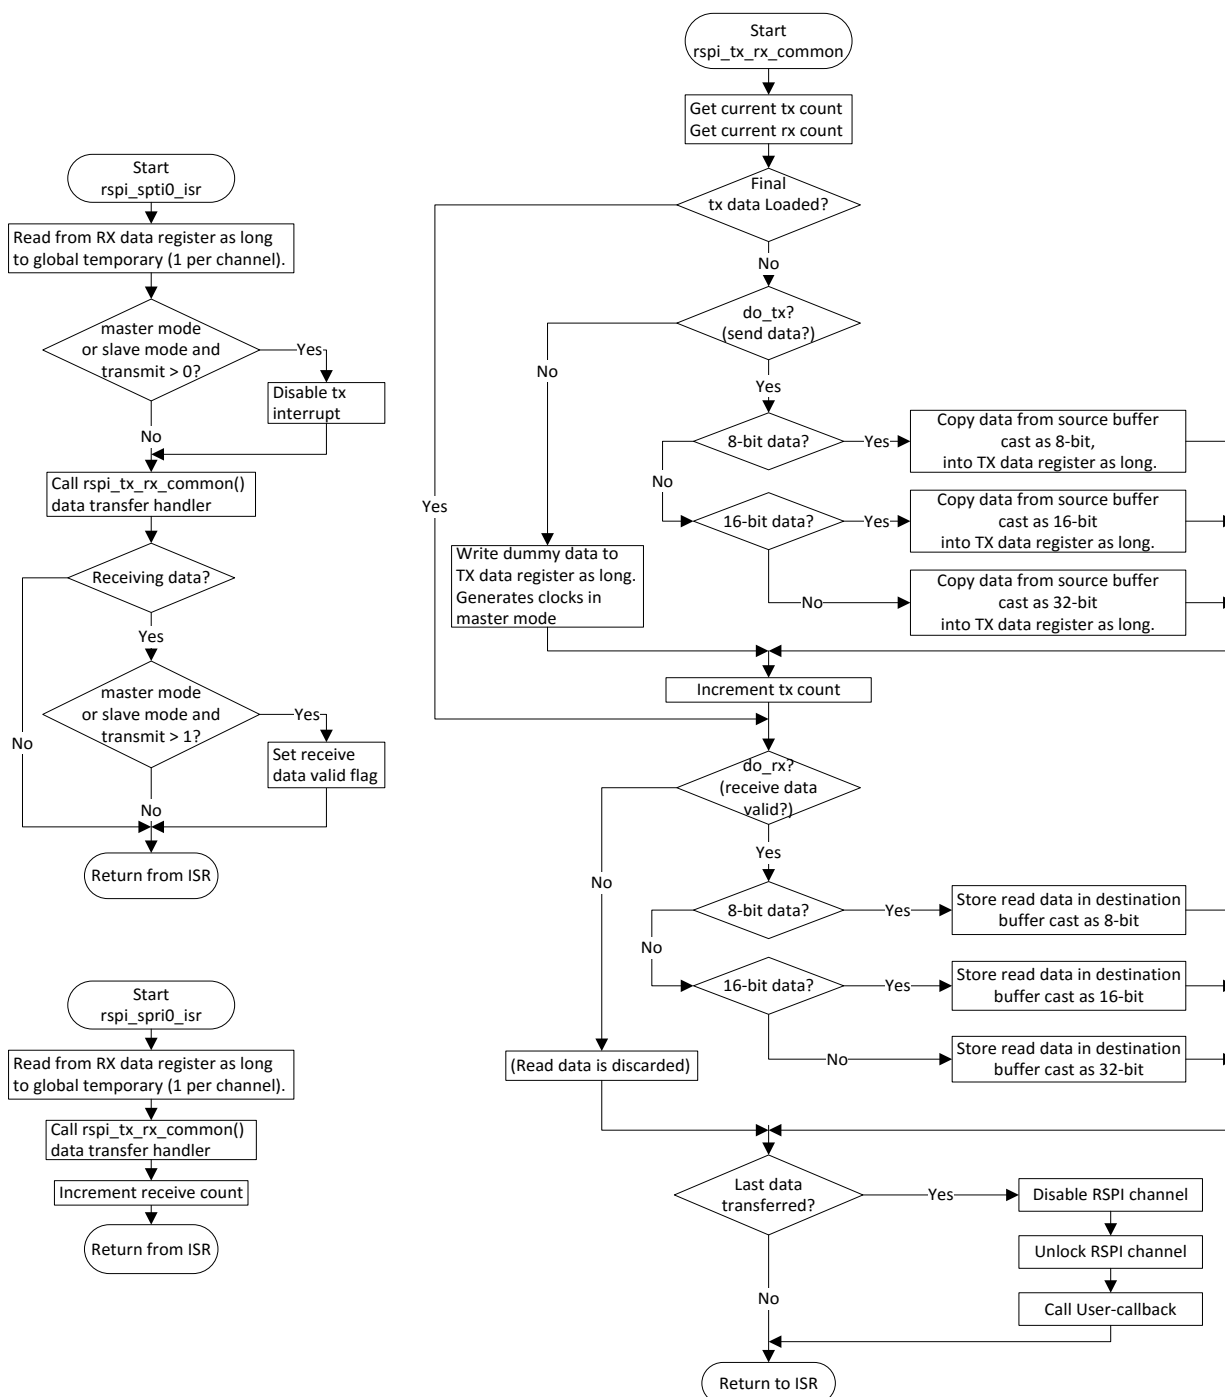 Start
rspi_spti0_isr
Read from RX data register as long
to global temporary (1 per channel).
master mode
or slave mode and
transmit > 0?
Yes
Disable tx
interrupt
No
Call rspi_tx_rx_common()
data transfer handler
Receiving data?
Yes
master mode
or slave mode and
transmit > 1?
Yes
No
Set receive
data valid flag
No
Return from ISR
Start
rspi_spri0_isr
Read from RX data register as long
to global temporary (1 per channel).
Call rspi_tx_rx_common()
data transfer handler
Increment receive count
Return from ISR
Start
rspi_tx_rx_common
Get current tx count
Get current rx count
Final
tx data Loaded?
No
do_tx?
(send data?)
No
Yes
8-bit data?
Yes
Copy data from source buffer
cast as 8-bit,
into TX data register as long.
No
Yes
16-bit data?
Yes
Copy data from source buffer
cast as 16-bit
into TX data register as long.
Write dummy data to
TX data register as long.
Generates clocks in
master mode
No
Copy data from source buffer
cast as 32-bit
into TX data register as long.
Increment tx count
do_rx?
(receive data
valid?)
Yes
No
8-bit data?
Yes
Store read data in destination
buffer cast as 8-bit
No
16-bit data?
Yes
Store read data in destination
buffer cast as 16-bit
(Read data is discarded)
No
Store read data in destination
buffer cast as 32-bit
Last data
transferred?
Yes
Disable RSPI channel
Unlock RSPI channel
No
Call User-callback
Return to ISR